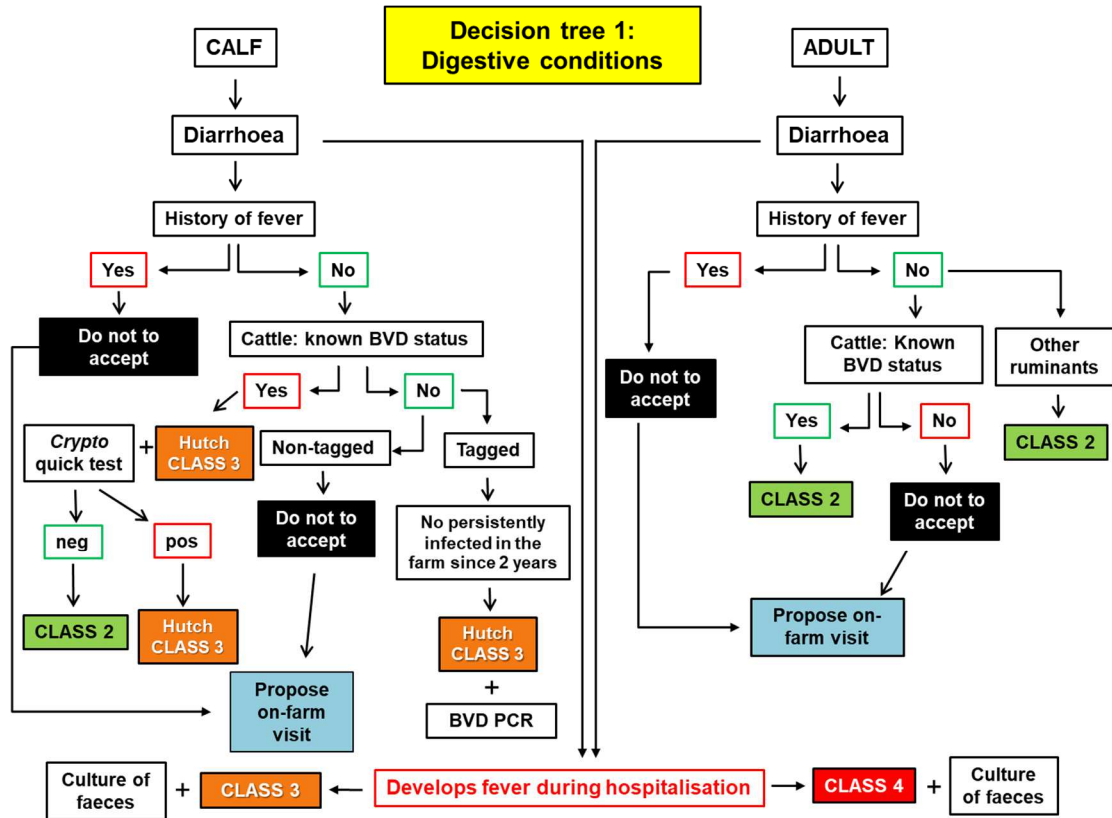 Decision tree 1:
Digestive conditions
CALF
Diarrhoea
History of fever
Yes
No
Do not to
accept
Cattle: known BVD status
Yes
No
Crypto
quick test
+
Hutch
CLASS 3
Non-tagged
Tagged
neg
pos
Do not to
accept
No persistently
infected in the
farm since 2 years
CLASS 2
Hutch
CLASS 3
Hutch
CLASS 3
+
BVD PCR
Propose
on-farm
visit
ADULT
Diarrhoea
History of fever
Yes
No
Do not to
accept
Cattle: Known
BVD status
Other
ruminants
Yes
No
CLASS 2
CLASS 2
Do not to
accept
Propose on-
farm visit
Culture of
faeces
+
CLASS 3
Develops fever during hospitalisation
CLASS 4
+
Culture
of faeces